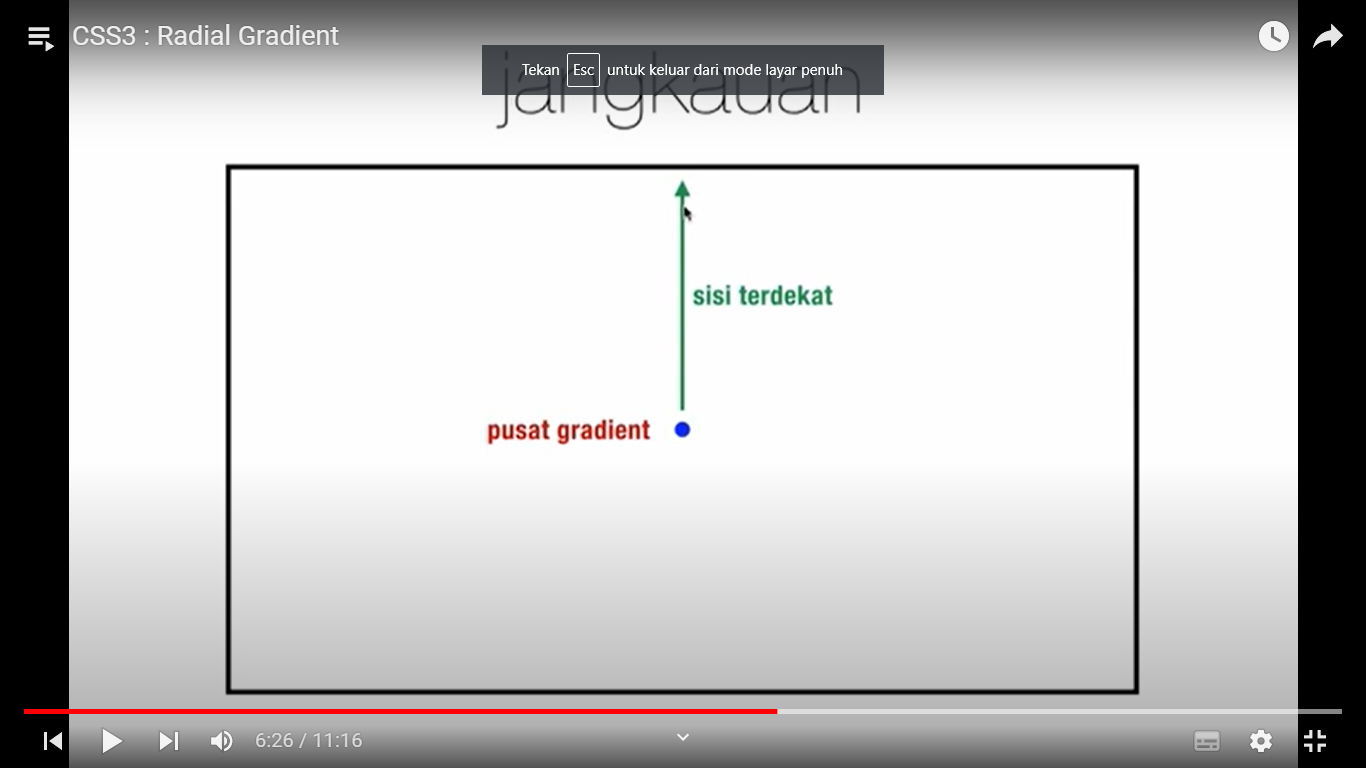 CSS3 : Radial Gradient
Tekan Esc untuk keluar dari mode layar penuh
jangkauan
sisi terdekat
pusat gradient
6:26 / 11:16